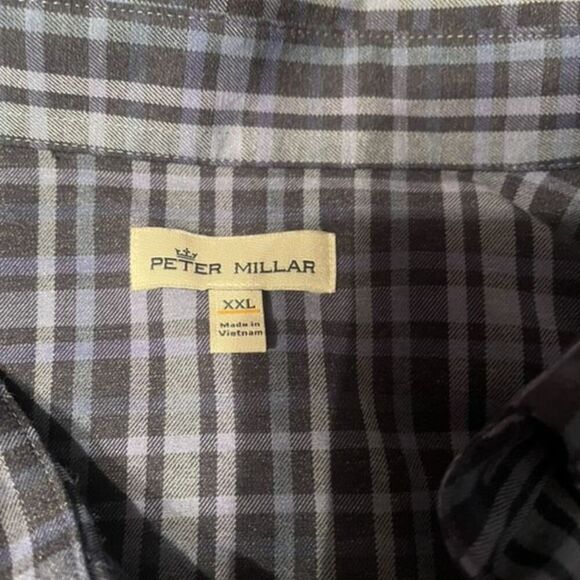 PETER MILLAR
XXL
Made in
Vietnam